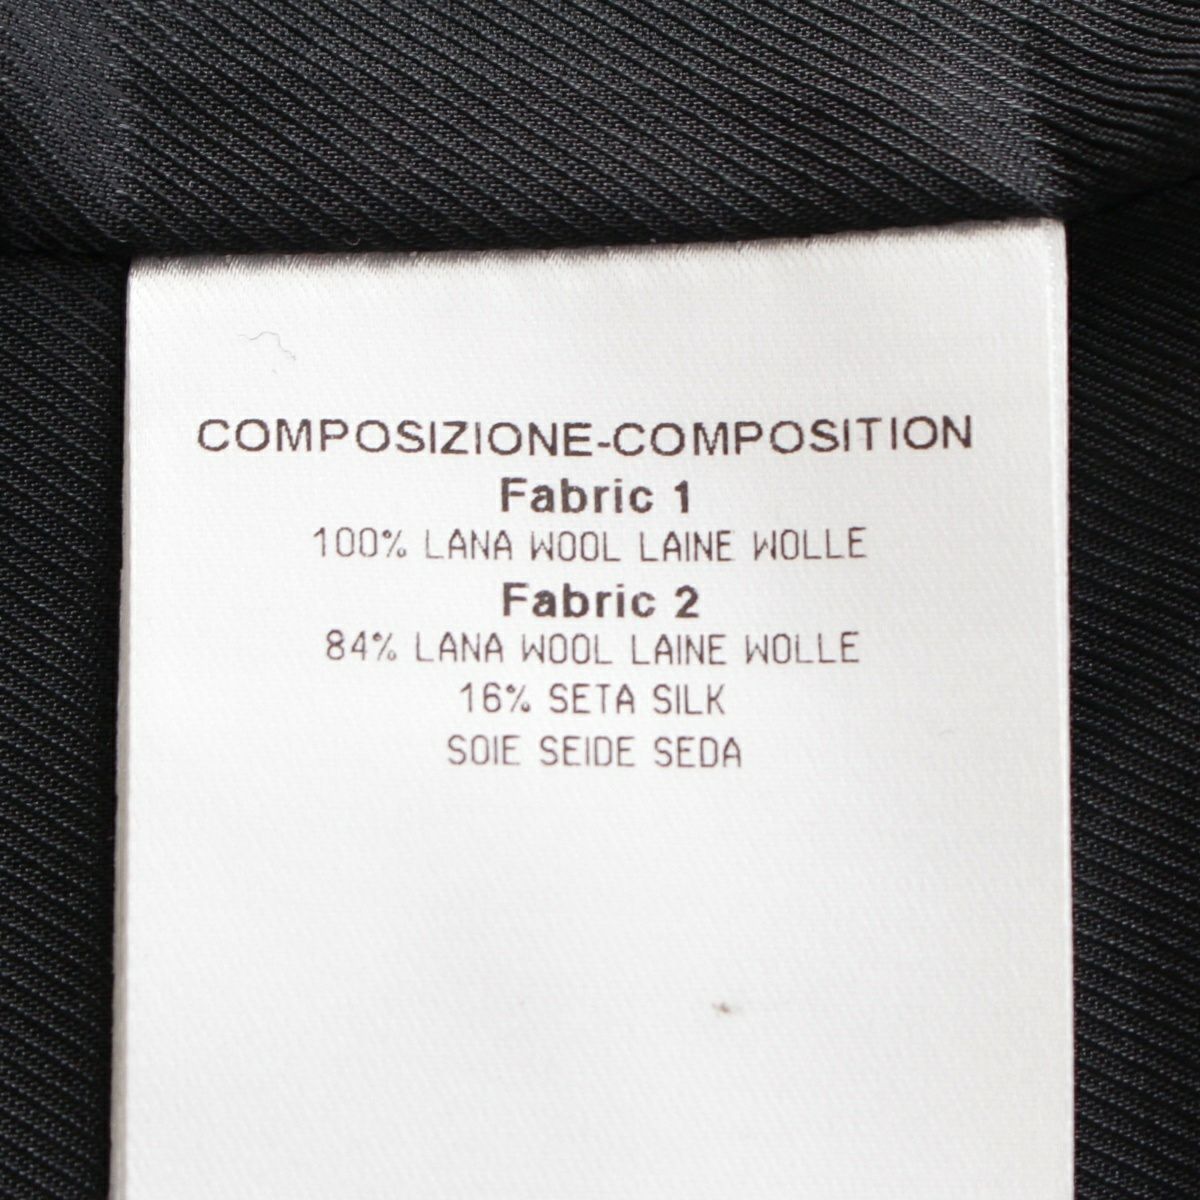 COMPOSIZIONE-COMPOSITION
Fabric 1
100% LANA WOOL LAINE WOLLE
Fabric 2
84% LANA WOOL LAINE WOLLE
16% SETA SILK
SOIE SEIDE SEDA